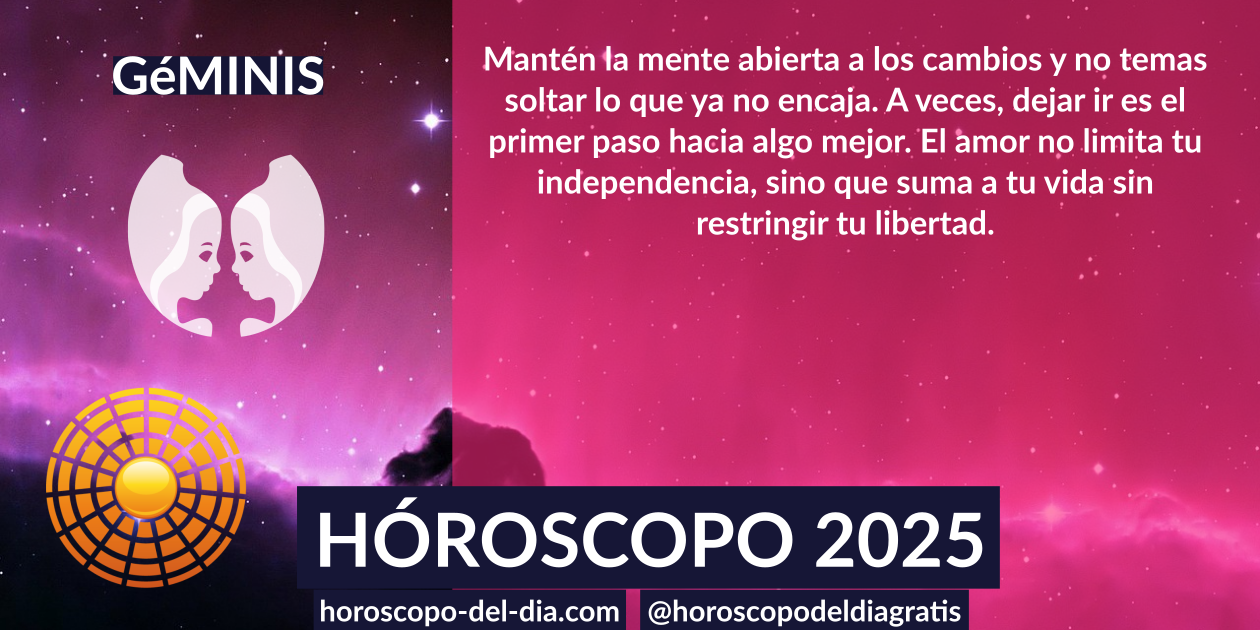 GéMINIS
Mantén la mente abierta a los cambios y no temas
soltar lo que ya no encaja. A veces, dejar ir es el
primer paso hacia algo mejor. El amor no limita tu
independencia, sino que suma a tu vida sin
restringir tu libertad.
HÓROSCOPO 2025
horoscopo-del-dia.com @horoscopodeldiagratis